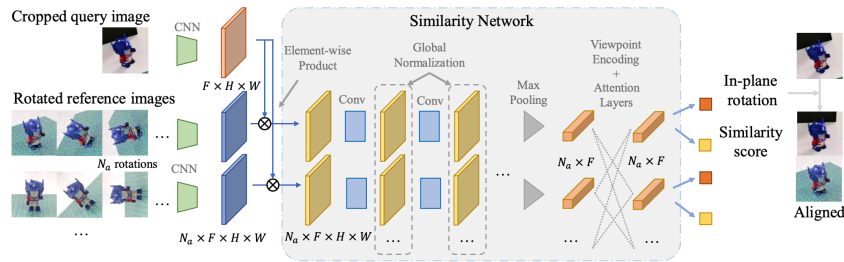 Cropped query image
CNN
F × H × W
Rotated reference images
...
N_a rotations
CNN
...
N_a × F × H × W
Similarity Network
Element-wise
Product
Global
Normalization
Conv
Conv
N_a × F × H × W
...
...
...
Max
Pooling
Viewpoint
Encoding
+
Attention
Layers
N_a × F
N_a × F
...
...
In-plane
rotation
Similarity
score
Aligned